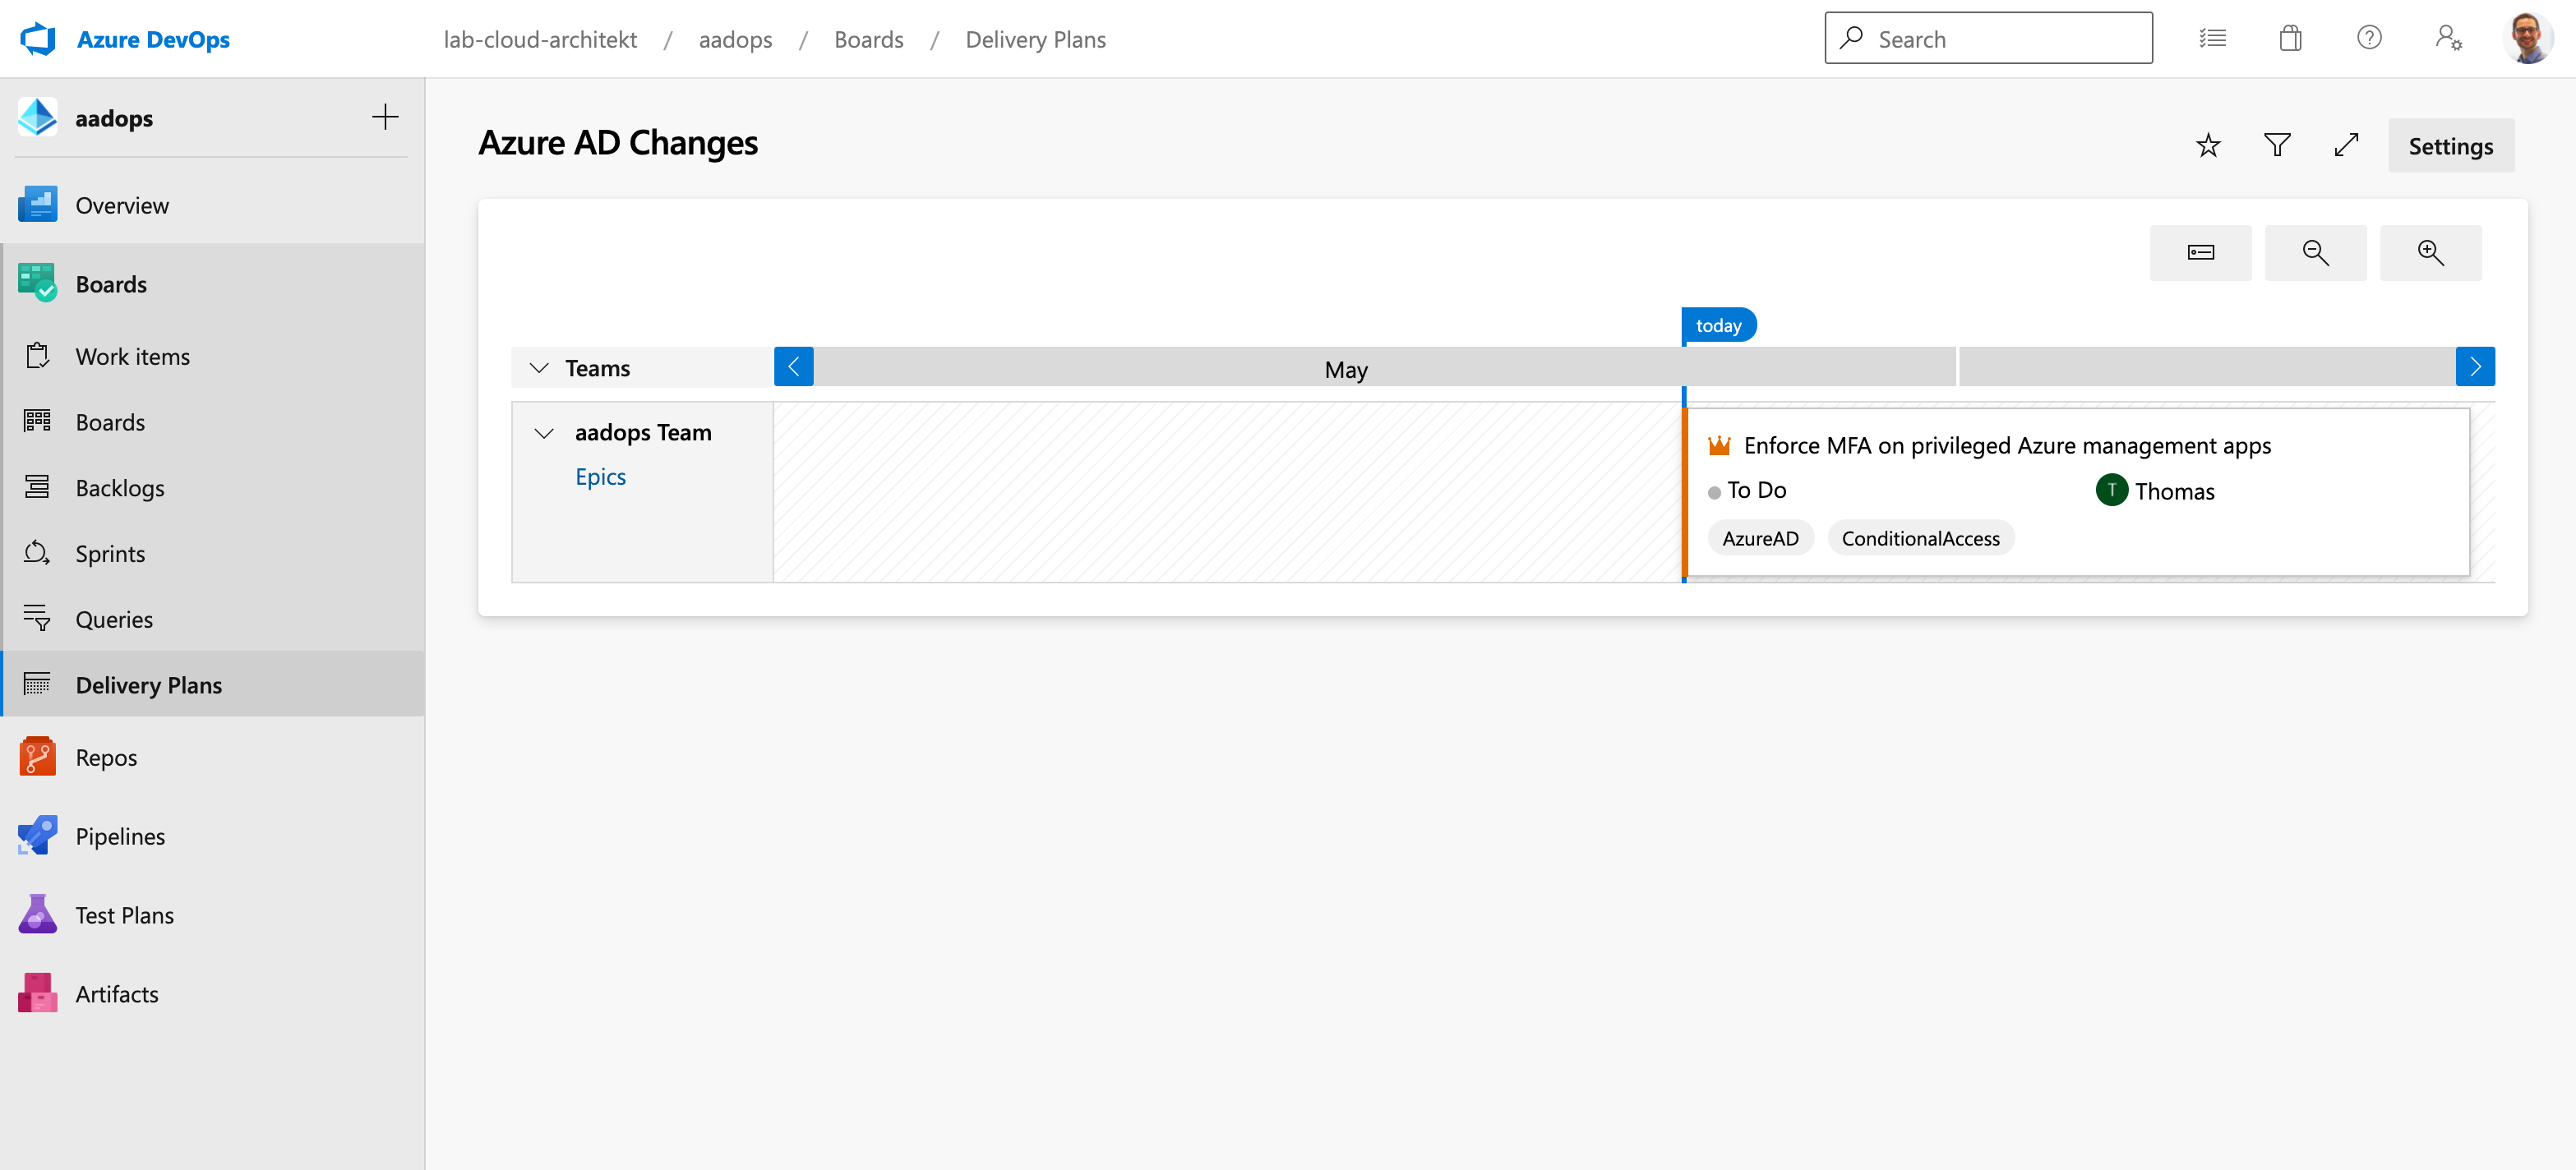 Azure DevOps
lab-cloud-architekt / aadops / Boards / Delivery Plans
Search
aadops
Overview
Boards
Work items
Boards
Backlogs
Sprints
Queries
Delivery Plans
Repos
Pipelines
Test Plans
Artifacts
Azure AD Changes
Settings
today
Teams
May
aadops Team
Epics
Enforce MFA on privileged Azure management apps
To Do
T Thomas
AzureAD ConditionalAccess